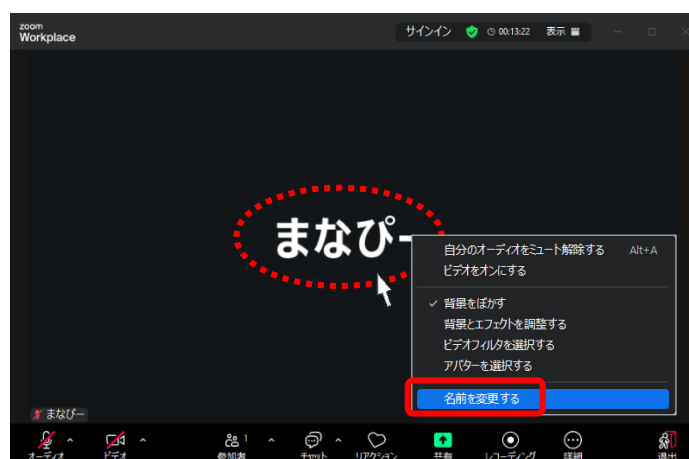 zoom
Workplace
サインイン
00:13:22
表示
まなぴー
自分のオーディオをミュート解除する Alt+A
ビデオをオンにする
✓ 背景をぼかす
背景とエフェクトを調整する
ビデオフィルタを選択する
アバターを選択する
名前を変更する
まなぴー
オーディオ
ビデオ
参加者
1
チャット
リアクション
共有
レコーディング
詳細
退出